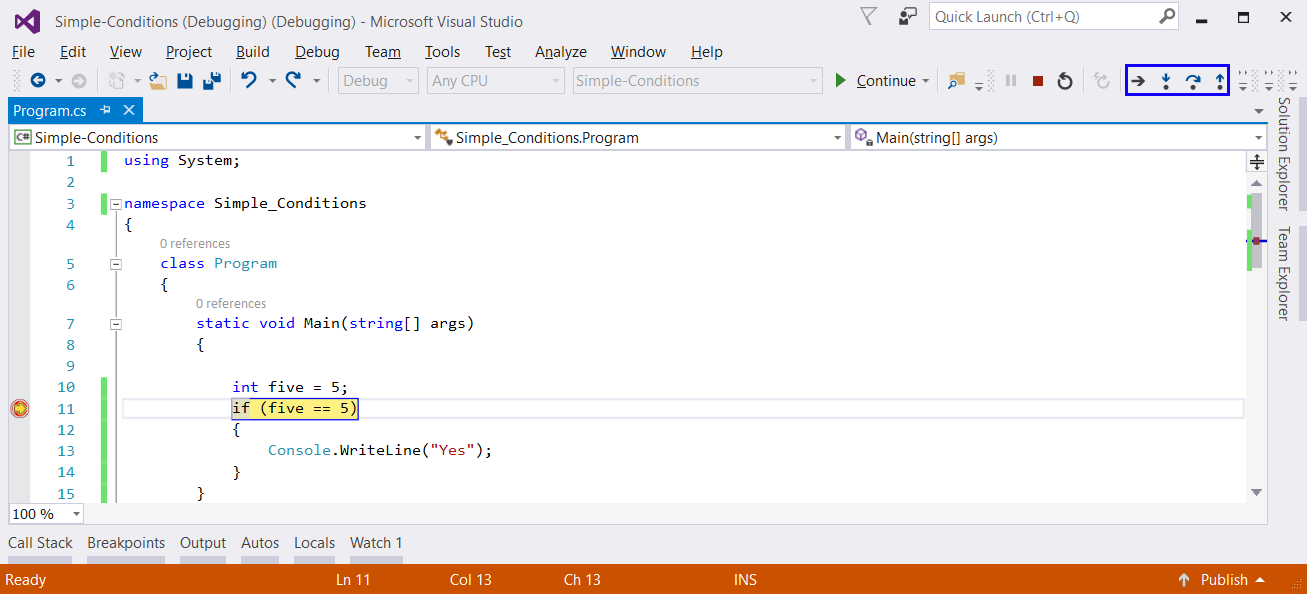 Simple-Conditions (Debugging) (Debugging) - Microsoft Visual Studio
Quick Launch (Ctrl+Q)
File Edit View Project Build Debug Team Tools Test Analyze Window Help
Debug Any CPU Simple-Conditions Continue
Program.cs
C# Simple-Conditions Simple_Conditions.Program Main(string[] args)
1 using System;
2
3 namespace Simple_Conditions
4 {
0 references
5 class Program
6 {
0 references
7 static void Main(string[] args)
8 {
9
10 int five = 5;
11 if (five == 5)
12 {
13 Console.WriteLine("Yes");
14 }
15 }
100 %
Solution Explorer
Team Explorer
Call Stack Breakpoints Output Autos Locals Watch 1
Ready Ln 11 Col 13 Ch 13 INS Publish